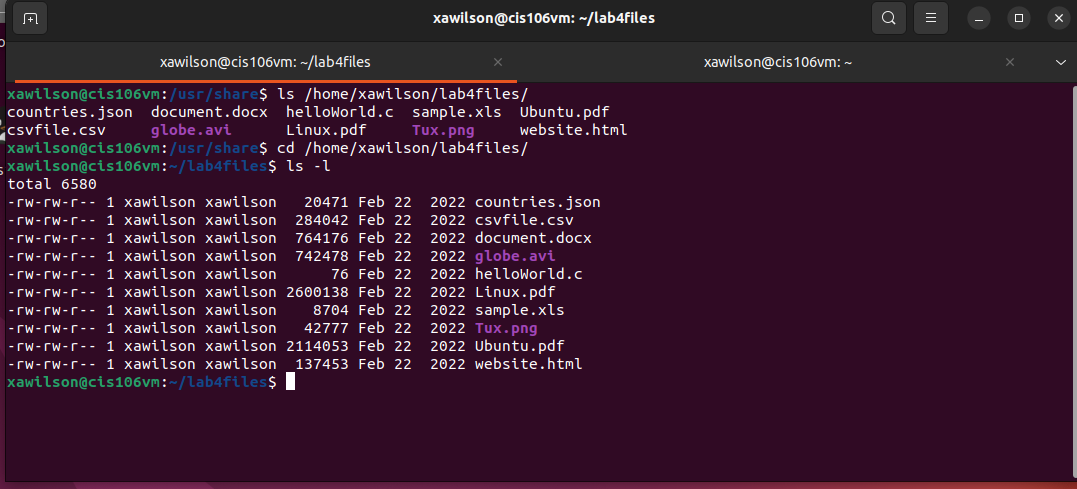 xawilson@cis106vm: ~/lab4files
xawilson@cis106vm: ~/lab4files × xawilson@cis106vm: ~ ×
xawilson@cis106vm:/usr/share$ ls /home/xawilson/lab4files/
countries.json  document.docx  helloWorld.c  sample.xls  Ubuntu.pdf
csvfile.csv     globe.avi      Linux.pdf     Tux.png     website.html
xawilson@cis106vm:/usr/share$ cd /home/xawilson/lab4files/
xawilson@cis106vm:~/lab4files$ ls -l
total 6580
-rw-rw-r-- 1 xawilson xawilson   20471 Feb 22  2022 countries.json
-rw-rw-r-- 1 xawilson xawilson  284042 Feb 22  2022 csvfile.csv
-rw-rw-r-- 1 xawilson xawilson  764176 Feb 22  2022 document.docx
-rw-rw-r-- 1 xawilson xawilson  742478 Feb 22  2022 globe.avi
-rw-rw-r-- 1 xawilson xawilson      76 Feb 22  2022 helloWorld.c
-rw-rw-r-- 1 xawilson xawilson 2600138 Feb 22  2022 Linux.pdf
-rw-rw-r-- 1 xawilson xawilson    8704 Feb 22  2022 sample.xls
-rw-rw-r-- 1 xawilson xawilson   42777 Feb 22  2022 Tux.png
-rw-rw-r-- 1 xawilson xawilson 2114053 Feb 22  2022 Ubuntu.pdf
-rw-rw-r-- 1 xawilson xawilson  137453 Feb 22  2022 website.html
xawilson@cis106vm:~/lab4files$